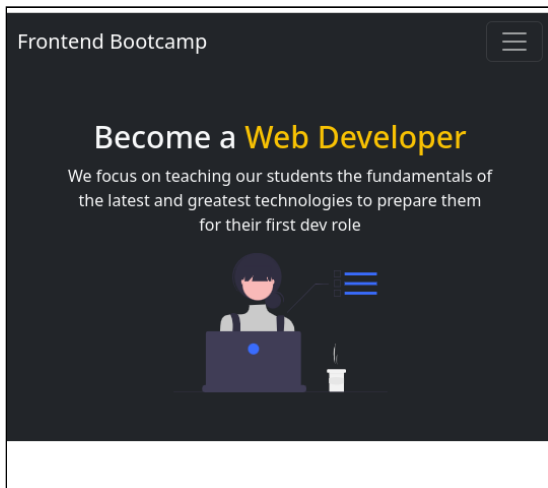 Frontend Bootcamp
Become a Web Developer
We focus on teaching our students the fundamentals of
the latest and greatest technologies to prepare them
for their first dev role